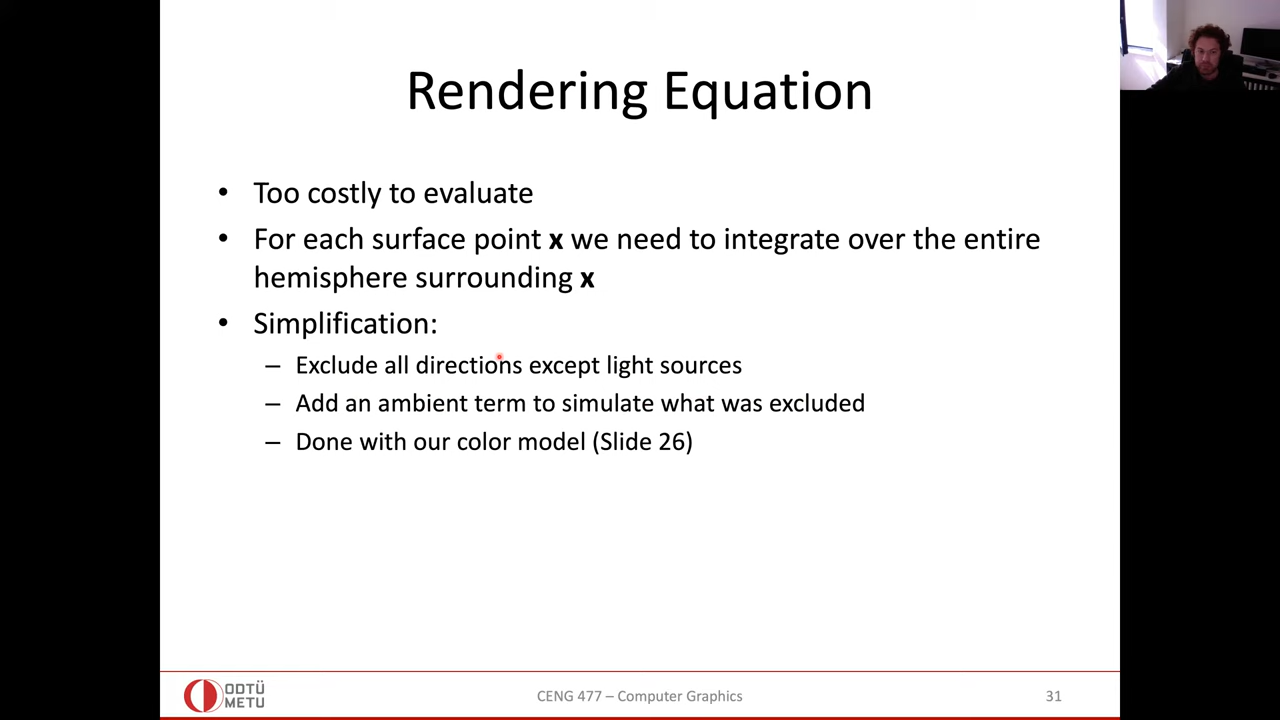 Rendering Equation
• Too costly to evaluate
• For each surface point x we need to integrate over the entire
hemisphere surrounding x
• Simplification:
– Exclude all directions except light sources
– Add an ambient term to simulate what was excluded
– Done with our color model (Slide 26)
ODTÜ
METU
CENG 477 – Computer Graphics
31